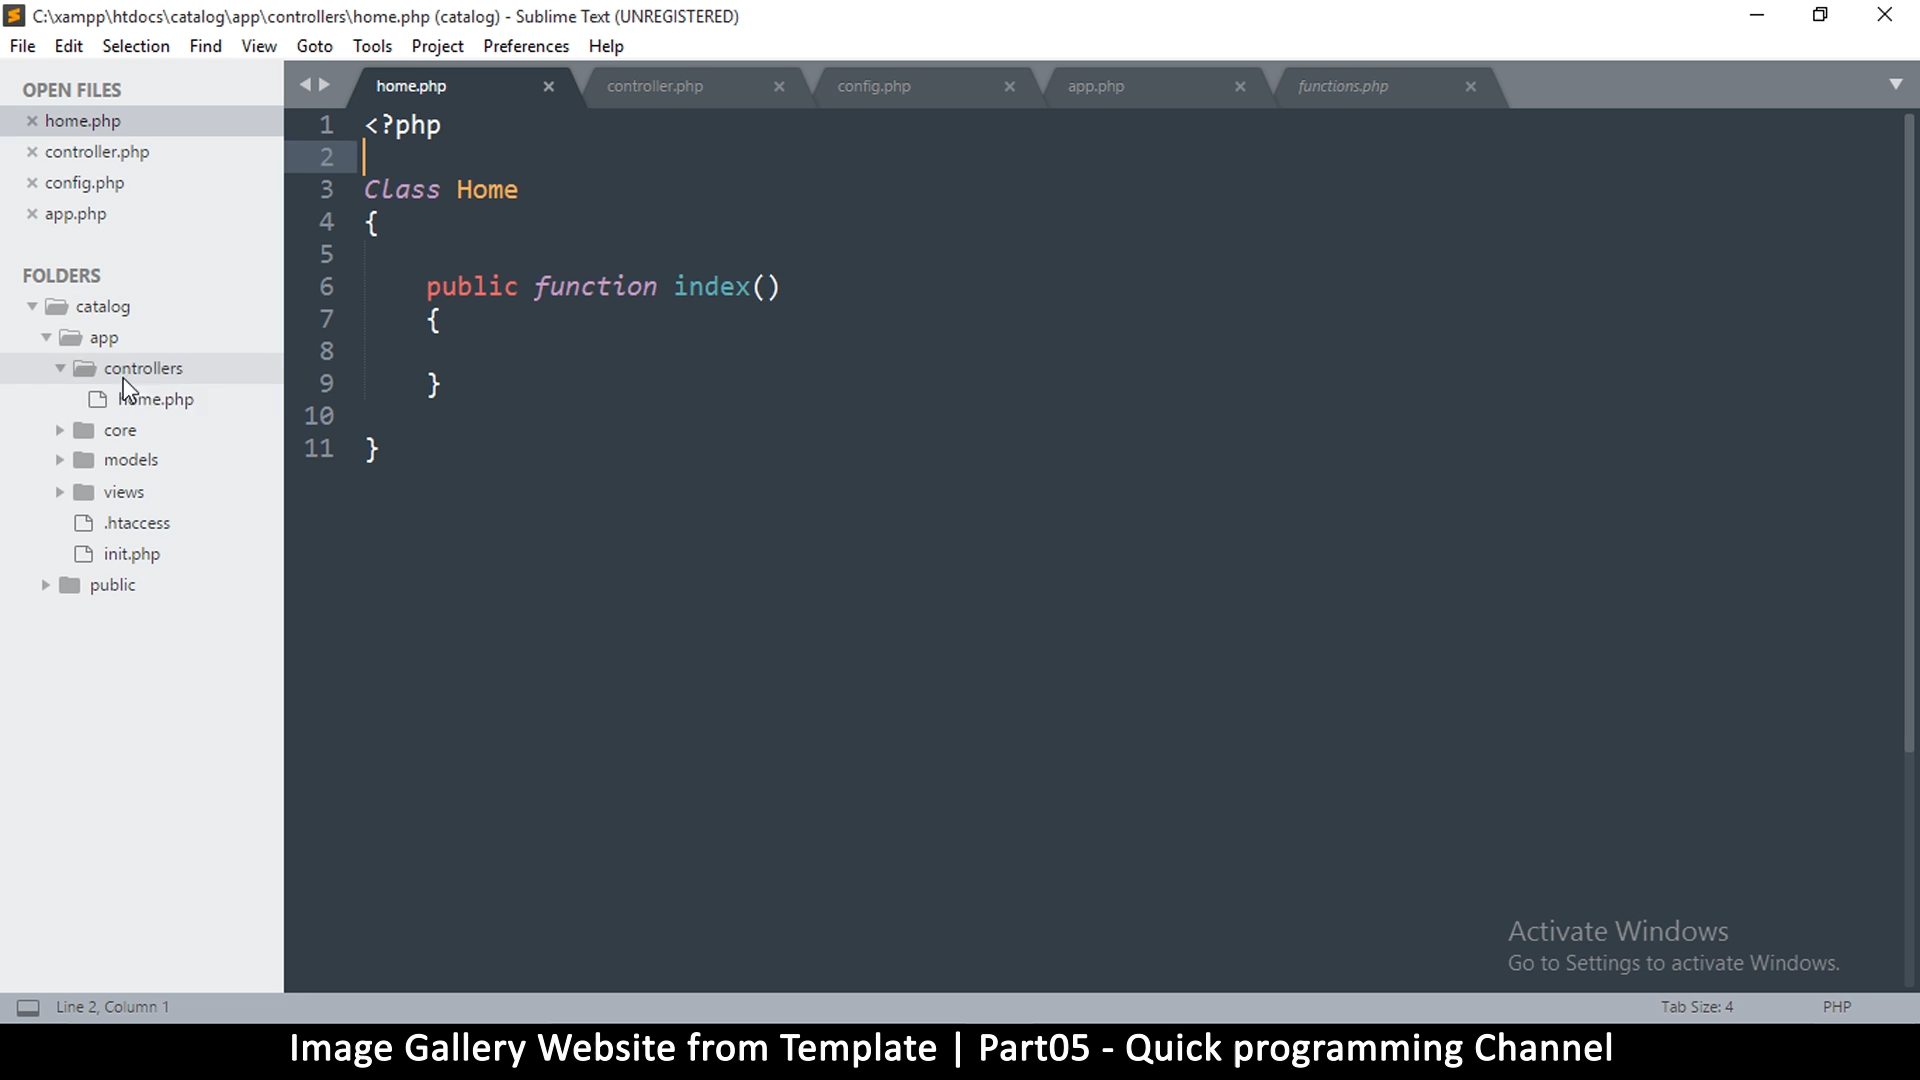 C:\xampp\htdocs\catalog\app\controllers\home.php (catalog) - Sublime Text (UNREGISTERED)
File Edit Selection Find View Goto Tools Project Preferences Help
OPEN FILES
home.php
controller.php
config.php
app.php
FOLDERS
catalog
app
controllers
home.php
core
models
views
.htaccess
init.php
public
home.php controller.php config.php app.php functions.php
1 <?php
2
3 Class Home
4 {
5
6 public function index()
7 {
8
9 }
10
11 }
Activate Windows
Go to Settings to activate Windows.
Line 2, Column 1 Tab Size: 4 PHP
Image Gallery Website from Template | Part05 - Quick programming Channel